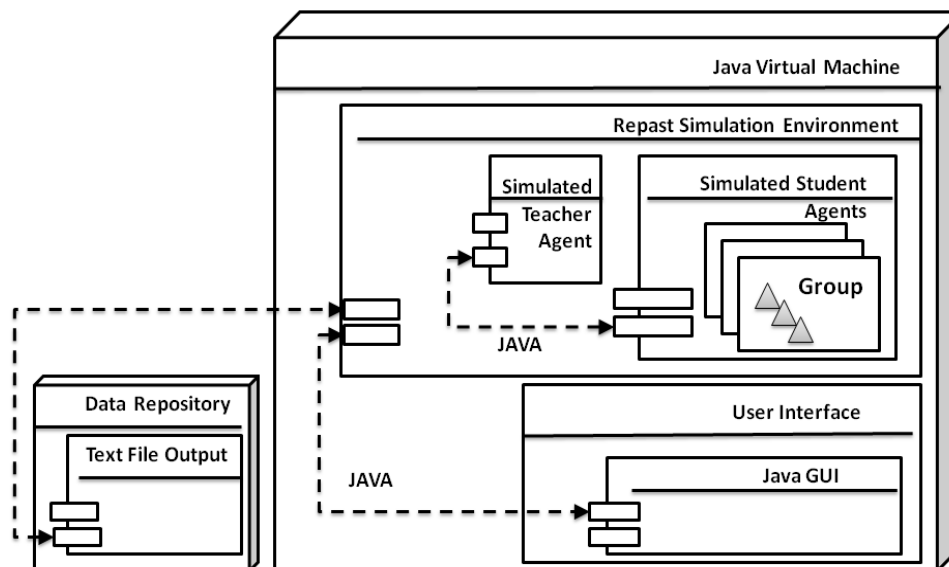 Java Virtual Machine
Repast Simulation Environment
Simulated
Teacher
Agent
Simulated Student
Agents
Group
JAVA
Data Repository
Text File Output
JAVA
User Interface
Java GUI